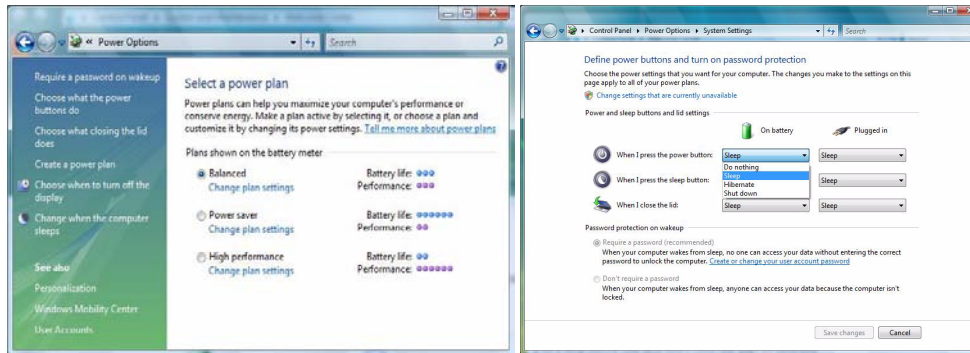 « Power Options
Search
Require a password on wakeup
Choose what the power
buttons do
Choose what closing the lid
does
Create a power plan
Choose when to turn off the
display
Change when the computer
sleeps
See also
Personalization
Windows Mobility Center
User Accounts
Select a power plan
Power plans can help you maximize your computer's performance or
conserve energy. Make a plan active by selecting it, or choose a plan and
customize it by changing its power settings. Tell me more about power plans
Plans shown on the battery meter
Balanced Battery life:
Change plan settings Performance:
Power saver Battery life:
Change plan settings Performance:
High performance Battery life:
Change plan settings Performance:
Control Panel ▸ Power Options ▸ System Settings
Search
Define power buttons and turn on password protection
Choose the power settings that you want for your computer. The changes you make to the settings on this
page apply to all of your power plans.
Change settings that are currently unavailable
Power and sleep buttons and lid settings
On battery Plugged in
When I press the power button: Sleep Sleep
Do nothing
Sleep
Hibernate
Shut down
When I press the sleep button: Sleep
When I close the lid: Sleep Sleep
Password protection on wakeup
Require a password (recommended)
When your computer wakes from sleep, no one can access your data without entering the correct
password to unlock the computer. Create or change your user account password
Don't require a password
When your computer wakes from sleep, anyone can access your data because the computer isn't
locked.
Save changes Cancel